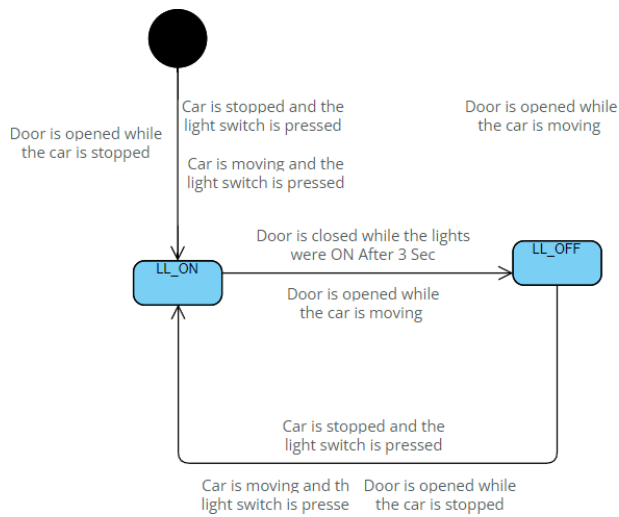 Car is stopped and the
light switch is pressed
Door is opened while
the car is moving
Door is opened while
the car is stopped
Car is moving and the
light switch is pressed
Door is closed while the lights
were ON After 3 Sec
LL_ON
LL_OFF
Door is opened while
the car is moving
Car is stopped and the
light switch is pressed
Car is moving and th
light switch is presse
Door is opened while
the car is stopped